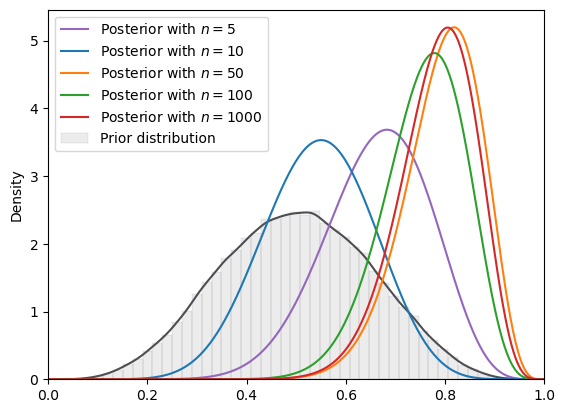 Posterior with n = 5
Posterior with n = 10
Posterior with n = 50
Posterior with n = 100
Posterior with n = 1000
Prior distribution
Density
5
4
3
2
1
0
0.0 0.2 0.4 0.6 0.8 1.0